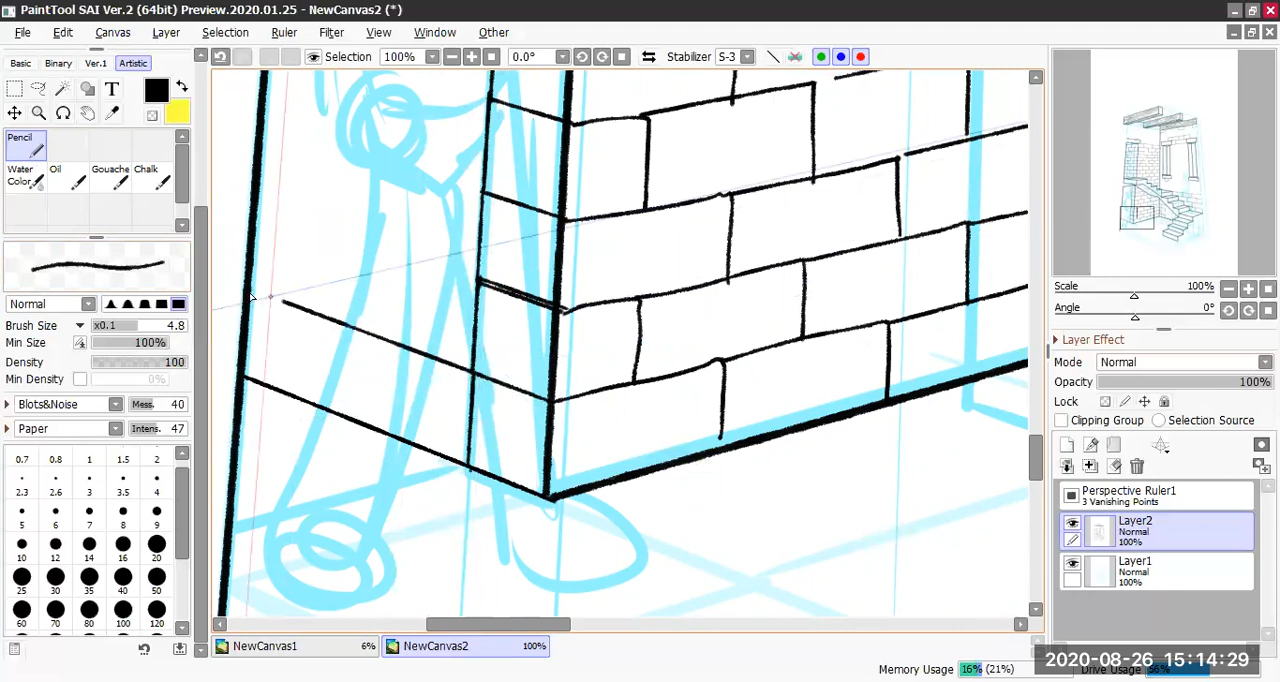 PaintTool SAI Ver.2 (64bit) Preview.2020.01.25 - NewCanvas2 (*)
File Edit Canvas Layer Selection Ruler Filter View Window Other
Basic Binary Ver.1 Artistic
Selection 100% 0.0° Stabilizer S-3
T
Pencil
Water Color Oil Gouache Chalk
Normal
Brush Size x0.1 4.8
Min Size 100%
Density 100
Min Density 0%
Blots&Noise Mess. 40
Paper Intens. 47
0.7 0.8 1 1.5 2
2.3 2.6 3 3.5 4
5 6 7 8 9
10 12 14 16 20
25 30 35 40 50
60 70 80 100 120
Scale 100%
Angle 0°
Layer Effect
Mode Normal
Opacity 100%
Lock
Clipping Group Selection Source
Perspective Ruler1
3 Vanishing Points
Layer2
Normal
100%
Layer1
Normal
100%
NewCanvas1 6% NewCanvas2 100%
Memory Usage 16% (21%) Drive Usage 56%
2020-08-26 15:14:29